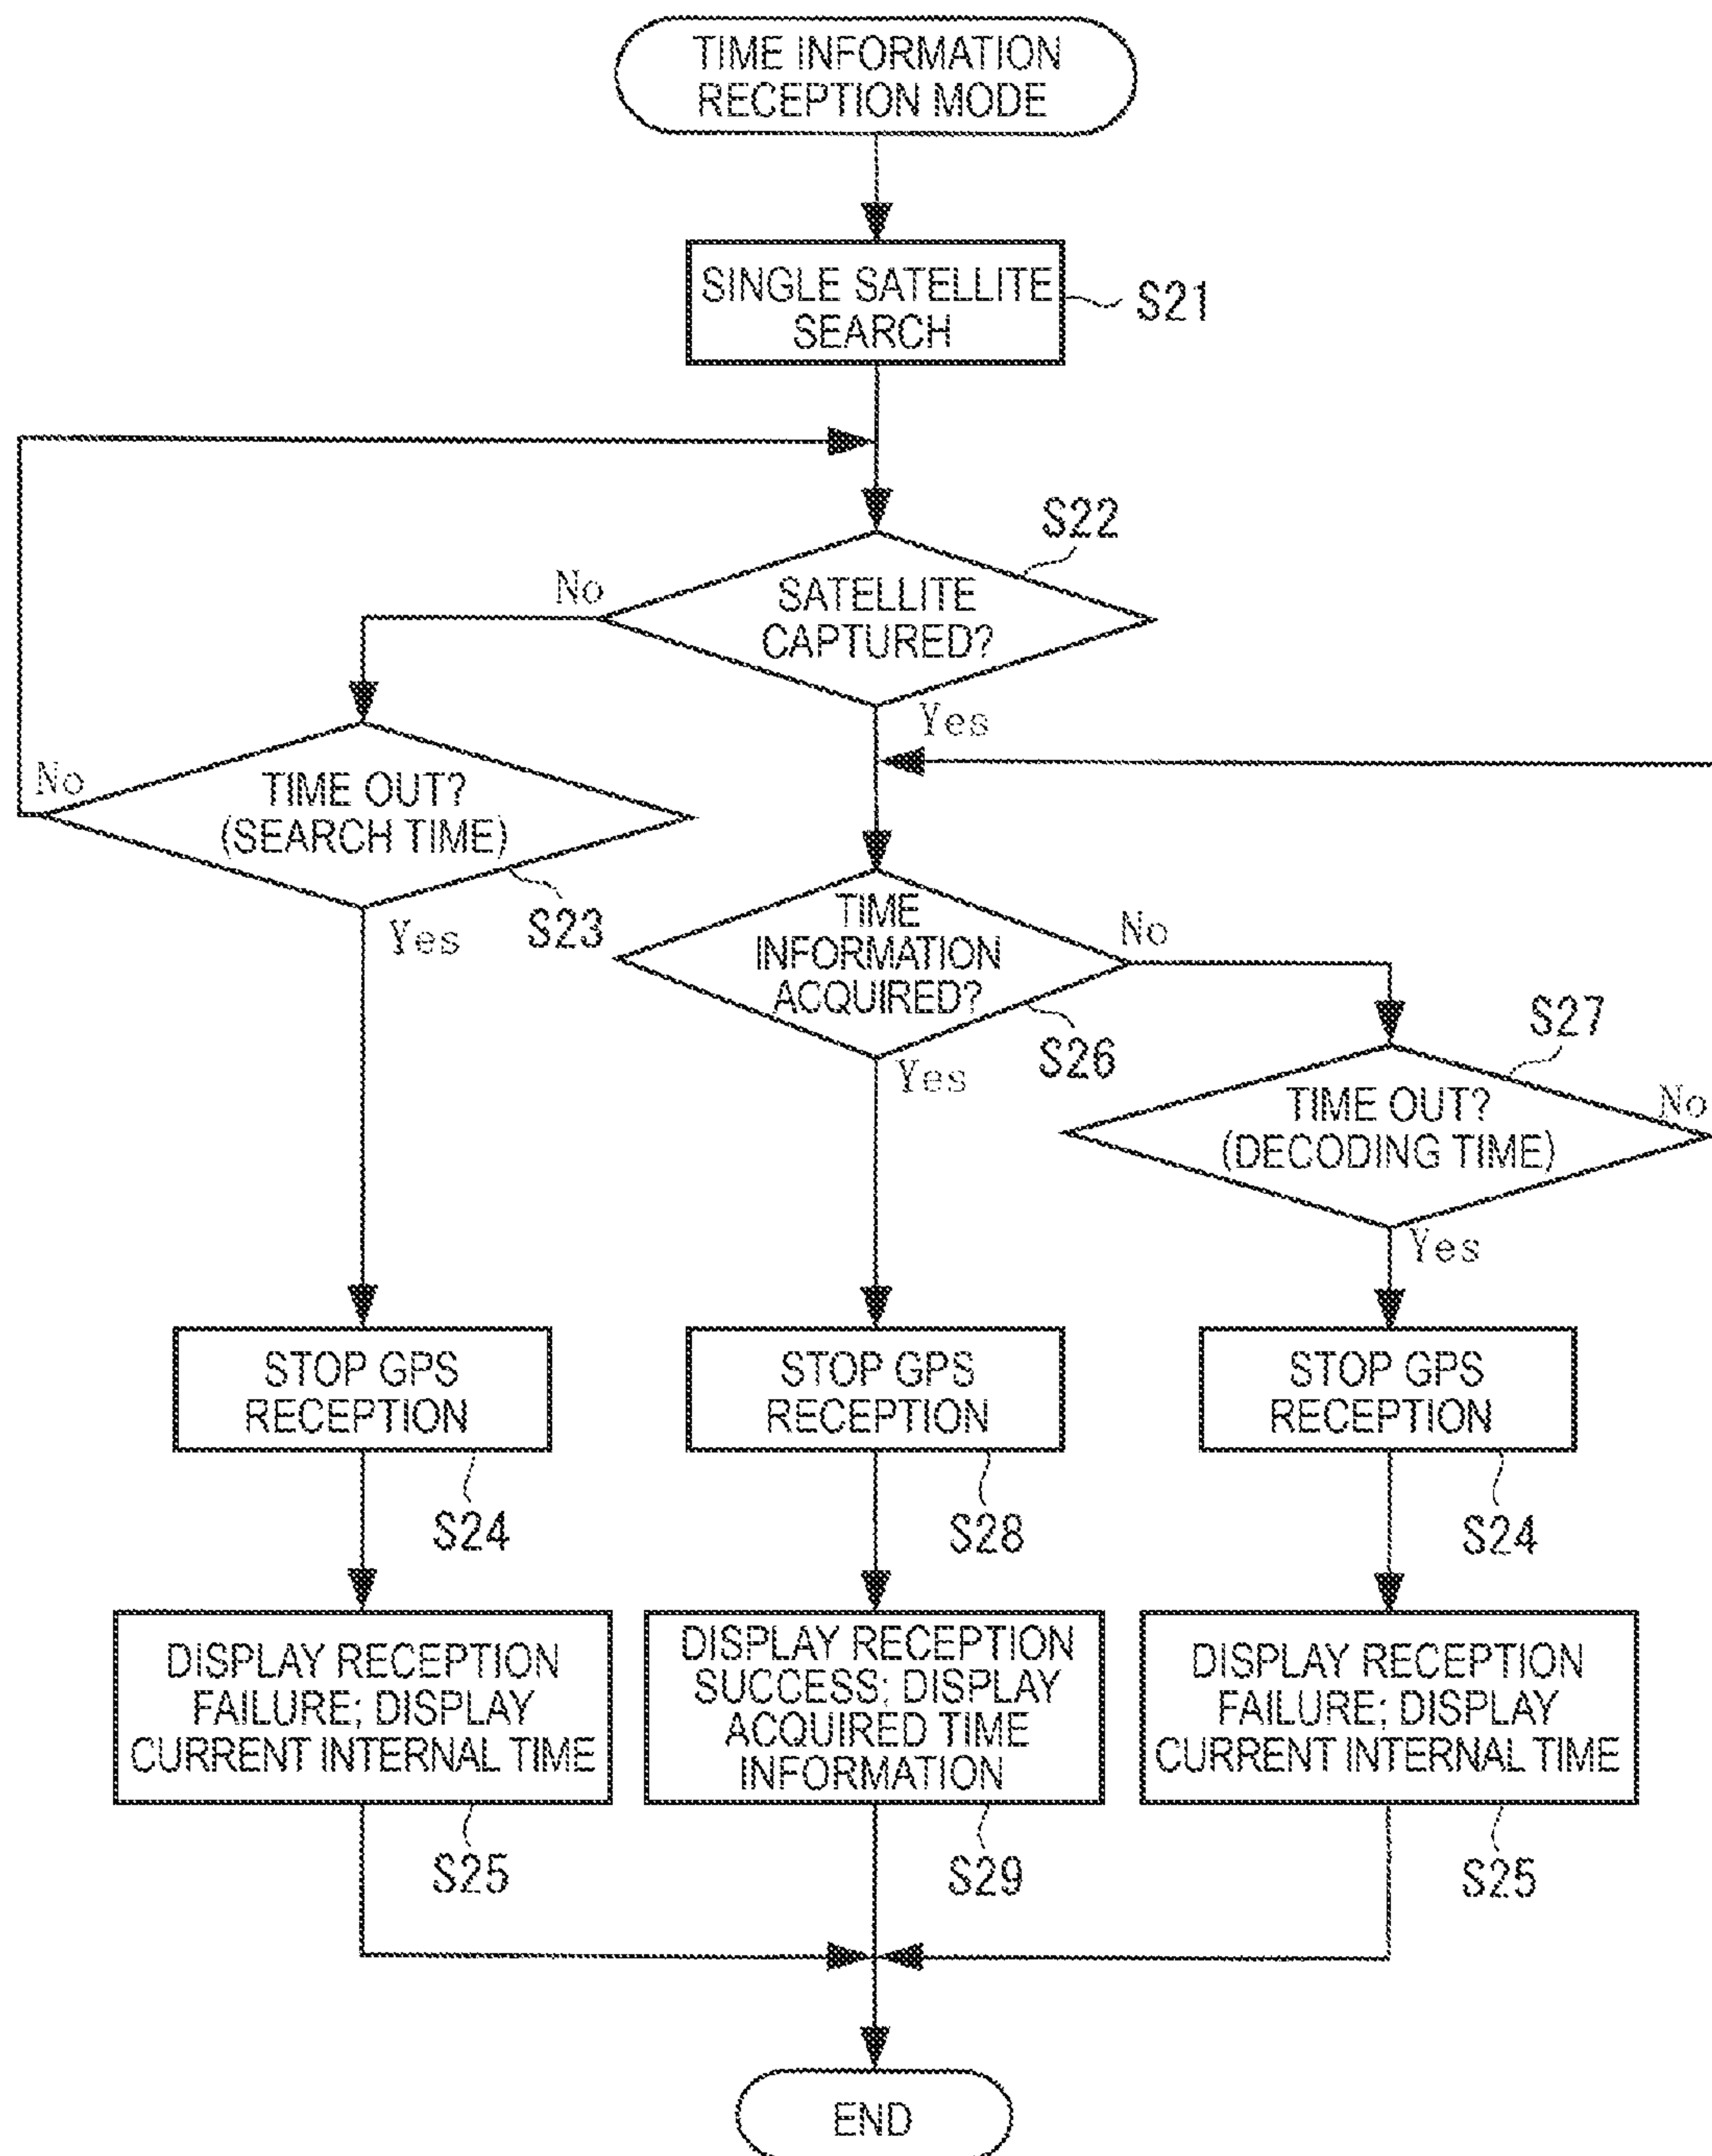 TIME INFORMATION
RECEPTION MODE
SINGLE SATELLITE
SEARCH
S21
S22
No
SATELLITE
CAPTURED?
Yes
No
TIME OUT?
(SEARCH TIME)
S23
Yes
TIME
INFORMATION
ACQUIRED?
No
S26
Yes
S27
TIME OUT?
(DECODING TIME)
No
Yes
STOP GPS
RECEPTION
S24
STOP GPS
RECEPTION
S28
STOP GPS
RECEPTION
S24
DISPLAY RECEPTION
FAILURE; DISPLAY
CURRENT INTERNAL TIME
S25
DISPLAY RECEPTION
SUCCESS; DISPLAY
ACQUIRED TIME
INFORMATION
S29
DISPLAY RECEPTION
FAILURE; DISPLAY
CURRENT INTERNAL TIME
S25
END